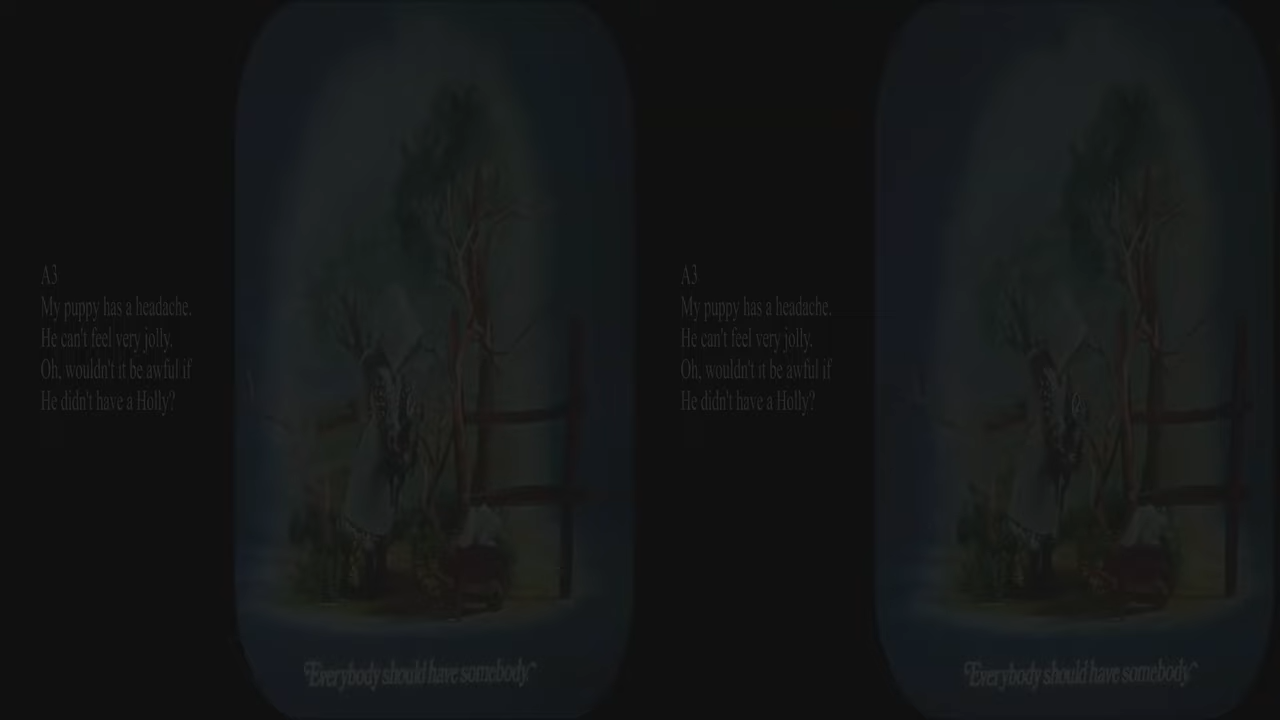 A3
My puppy has a headache.
He can't feel very jolly.
Oh, wouldn't it be awful if
He didn't have a Holly?
"Everybody should have somebody."
A3
My puppy has a headache.
He can't feel very jolly.
Oh, wouldn't it be awful if
He didn't have a Holly?
"Everybody should have somebody."